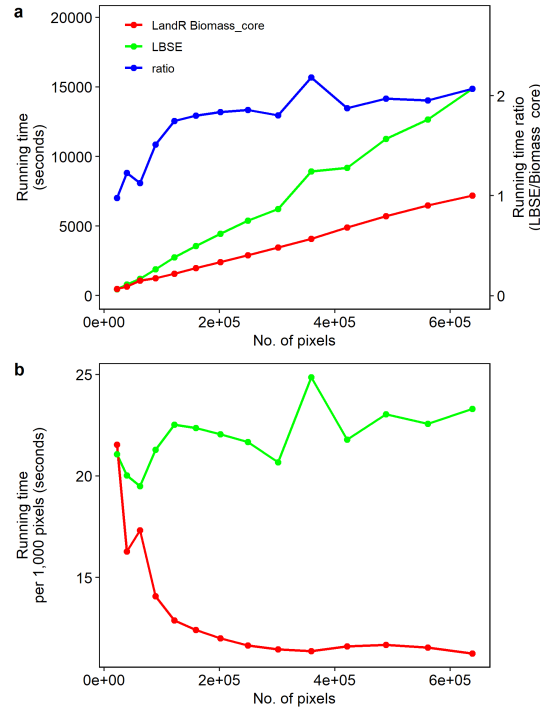 a
20000
15000
10000
5000
0
Running time
(seconds)
LandR Biomass_core
LBSE
ratio
2
1
0
Running time ratio
(LBSE/Biomass core)
0e+00
2e+05
4e+05
6e+05
No. of pixels
b
25
20
15
Running time
per 1,000 pixels (seconds)
0e+00
2e+05
4e+05
6e+05
No. of pixels